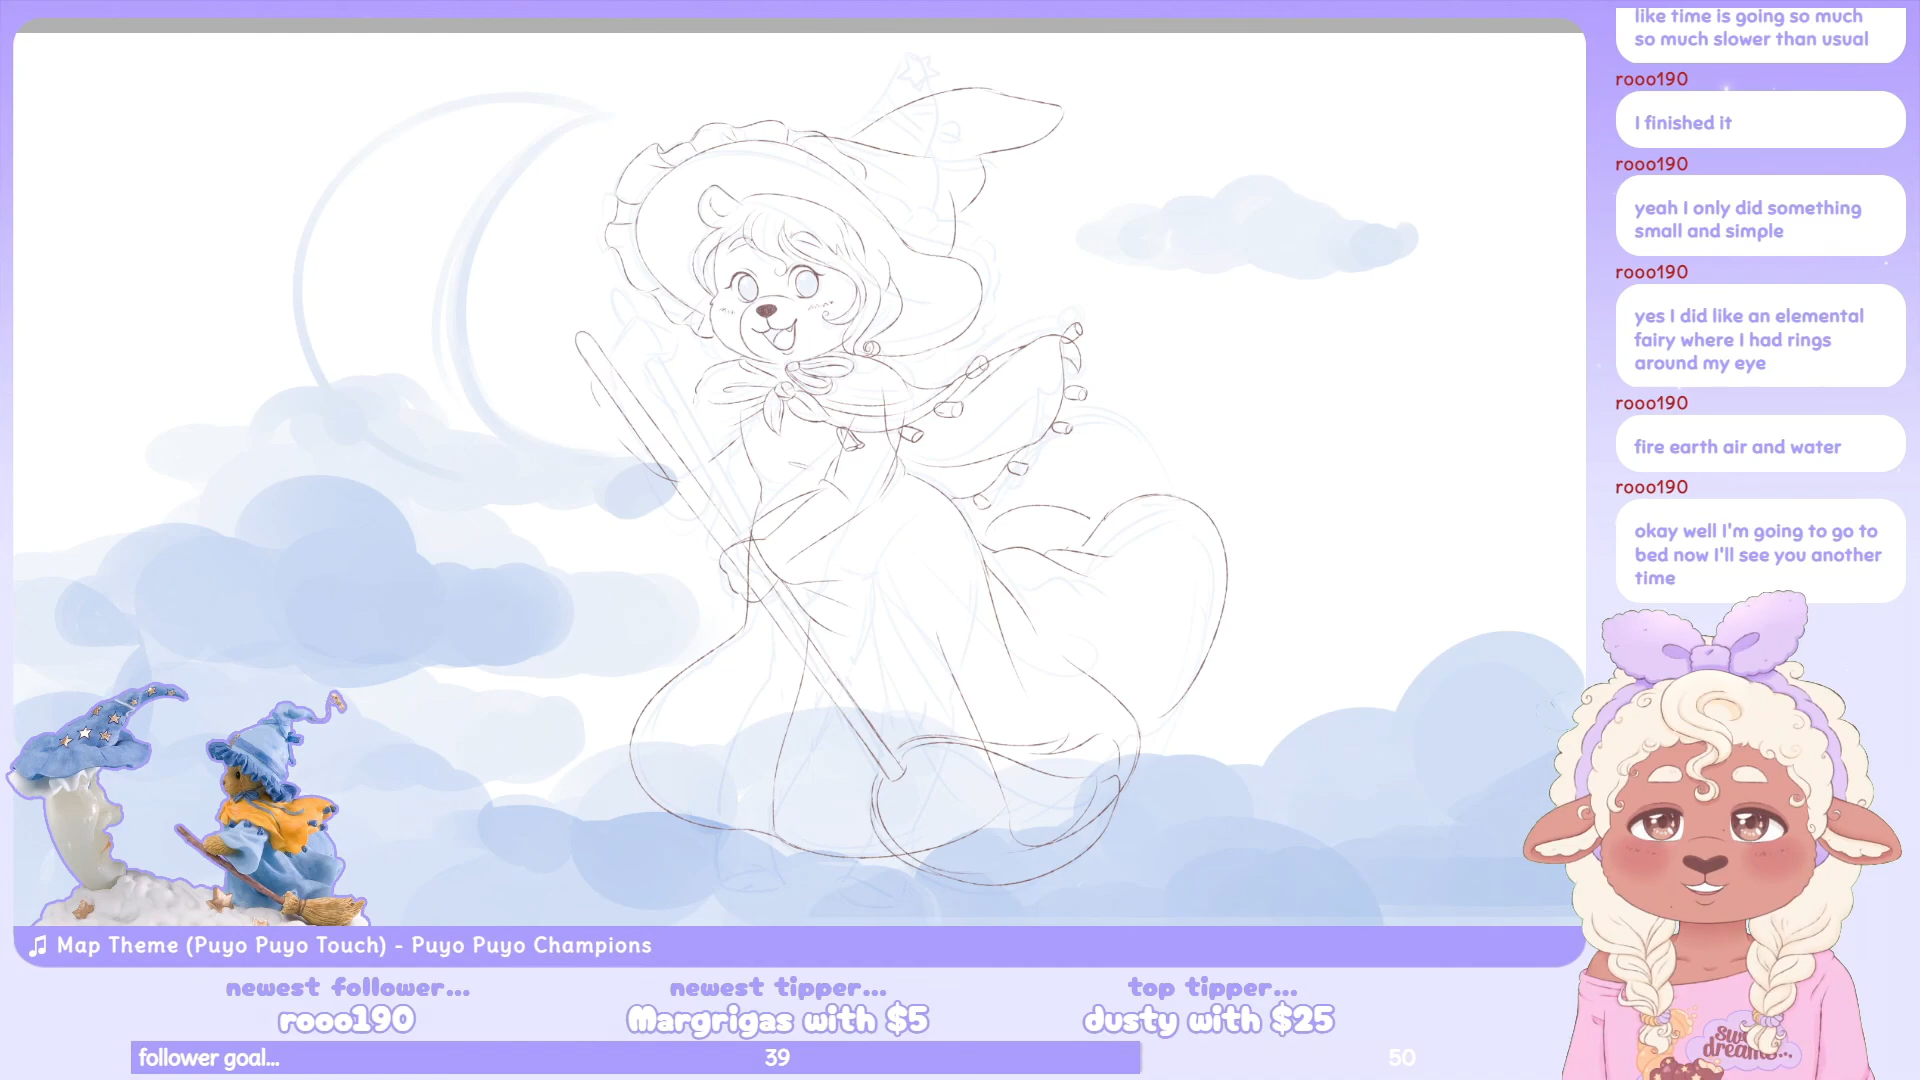 like time is going so much
so much slower than usual
rooo190
I finished it
rooo190
yeah I only did something
small and simple
rooo190
yes I did like an elemental
fairy where I had rings
around my eye
rooo190
fire earth air and water
rooo190
okay well I'm going to go to
bed now I'll see you another
time
Map Theme (Puyo Puyo Touch) - Puyo Puyo Champions
newest follower...
rooo190
newest tipper...
Margrigas with $5
top tipper...
dusty with $25
follower goal...
39
50
dreams...